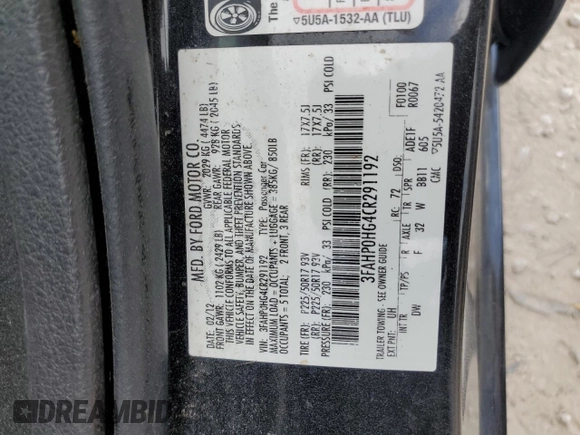 The
▽5U5A-1532-AA (TLU)
MFD. BY FORD MOTOR CO.
DATE: 02/12 GVWR: 2029 KG ( 4474 LB)
FRONT GAWR: 1102 KG ( 2429 LB) REAR GAWR: 928 KG ( 2045 LB)
THIS VEHICLE CONFORMS TO ALL APPLICABLE FEDERAL MOTOR
VEHICLE SAFETY, BUMPER, AND THEFT PREVENTION STANDARDS
IN EFFECT ON THE DATE OF MANUFACTURE SHOWN ABOVE.
VIN: 3FAHP0HG4CR291192 TYPE: Passenger Car
MAXIMUM LOAD = OCCUPANTS + LUGGAGE = 385KG/ 850LB
OCCUPANTS = 5 TOTAL: 2 FRONT, 3 REAR
TIRE (FR): P225/50R17 93V RIMS (FR): 17X7.5J
(RR): P225/50R17 93V (RR): 17X7.5J
PRESSURE (FR): 230 kPa/ 33 PSI COLD (RR): 230 kPa/ 33 PSI COLD
3FAHP0HG4CR291192
TRAILER TOWING- SEE OWNER GUIDE F0100
EXT PNT: UH RC: 72 DSO: R0067
INT TR TP/PS R AXLE TR SPR ADETF
DW F 32 W BB11 605
CMC ▽5U5A-5420472 AA
DREAMBID